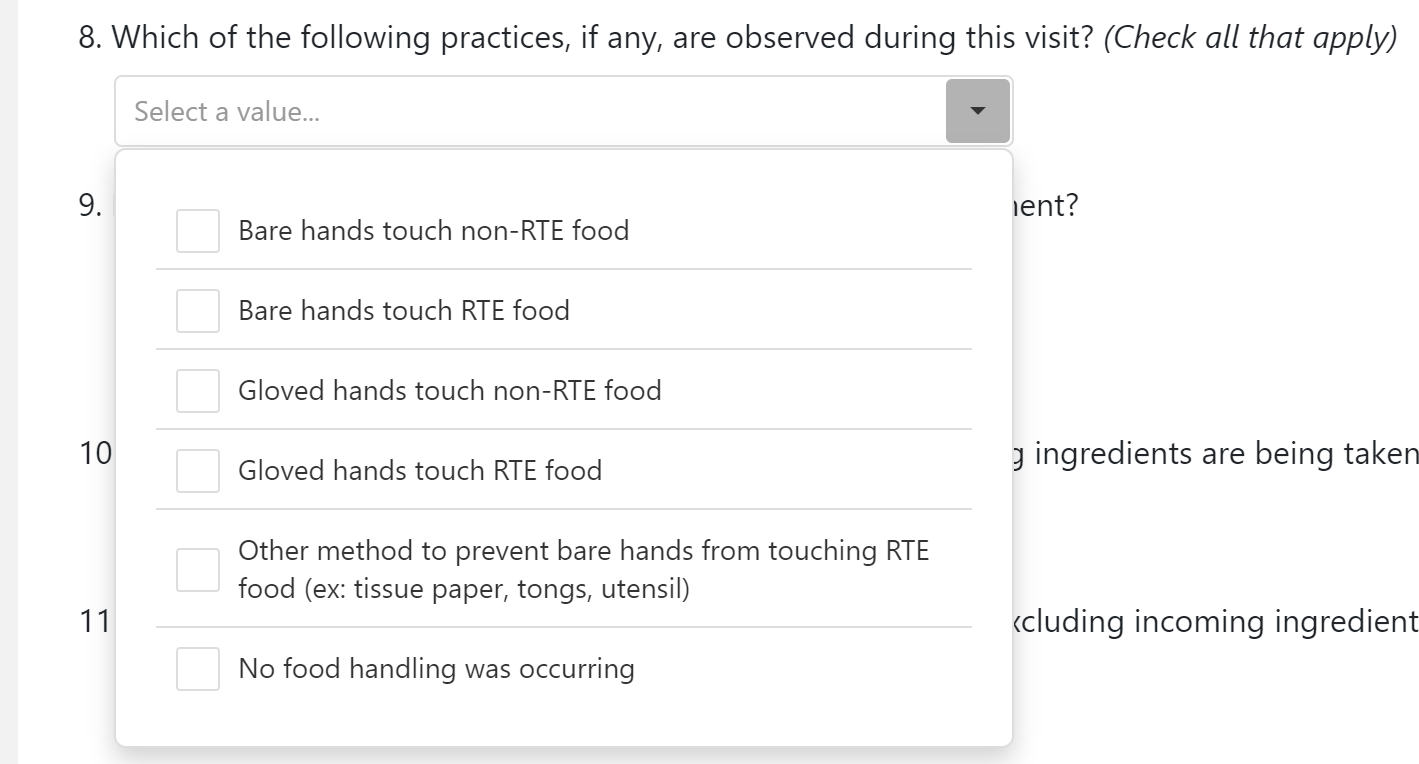 8. Which of the following practices, if any, are observed during this visit? (Check all that apply)
Select a value...
9.
Bare hands touch non-RTE food
Bare hands touch RTE food
Gloved hands touch non-RTE food
10
ingredients are being taken
Gloved hands touch RTE food
Other method to prevent bare hands from touching RTE
food (ex: tissue paper, tongs, utensil)
11
incoming ingredient
No food handling was occurring